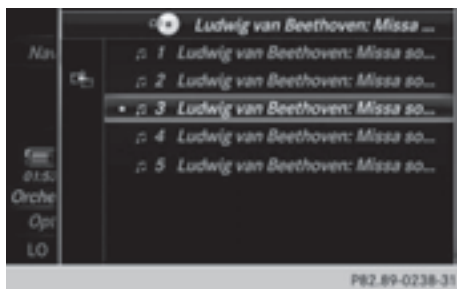 Ludwig van Beethoven: Missa ...
Nav
1 Ludwig van Beethoven: Missa so...
2 Ludwig van Beethoven: Missa so...
3 Ludwig van Beethoven: Missa so...
4 Ludwig van Beethoven: Missa so...
5 Ludwig van Beethoven: Missa so...
01:53
Orche
Opt
LO
P82.89-0238-31